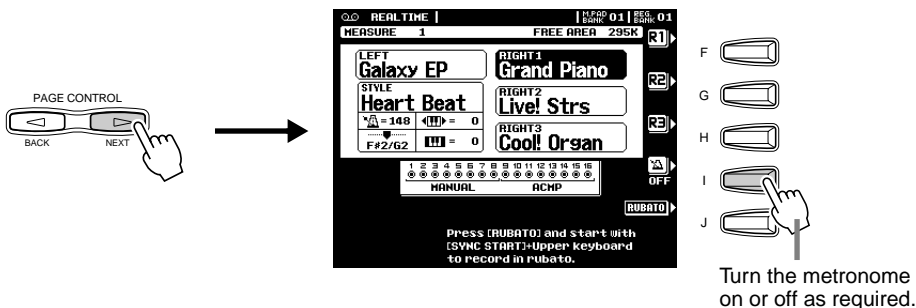 PAGE CONTROL
BACK NEXT
REALTIME M.PAD BANK 01 REG. BANK 01
MEASURE 1 FREE AREA 295K
R1
LEFT
Galaxy EP
RIGHT1
Grand Piano
R2
STYLE
Heart Beat
RIGHT2
Live! Strs
R3
=148 = 0
F#2/G2 = 0
RIGHT3
Cool! Organ
1 2 3 4 5 6 7 8 9 10 11 12 13 14 15 16
MANUAL ACMP
OFF
RUBATO
Press [RUBATO] and start with
[SYNC START]+Upper keyboard
to record in rubato.
F
G
H
I
J
Turn the metronome
on or off as required.